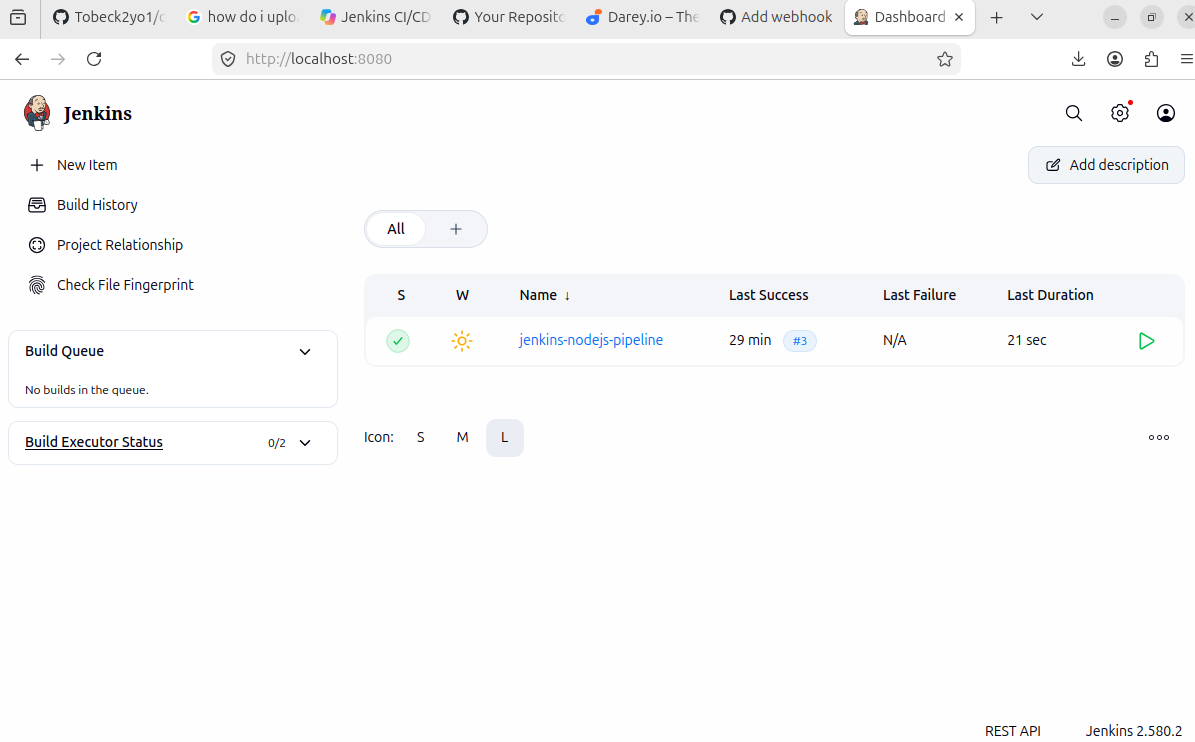 Tobeck2yo1/c
how do i uplo
Jenkins CI/CD
Your Reposito
Darey.io – The
Add webhook
Dashboard
http://localhost:8080
Jenkins
New Item
Add description
Build History
All
Project Relationship
Check File Fingerprint
S W Name ↓ Last Success Last Failure Last Duration
jenkins-nodejs-pipeline 29 min #3 N/A 21 sec
Build Queue
No builds in the queue.
Build Executor Status 0/2
Icon: S M L
REST API Jenkins 2.580.2